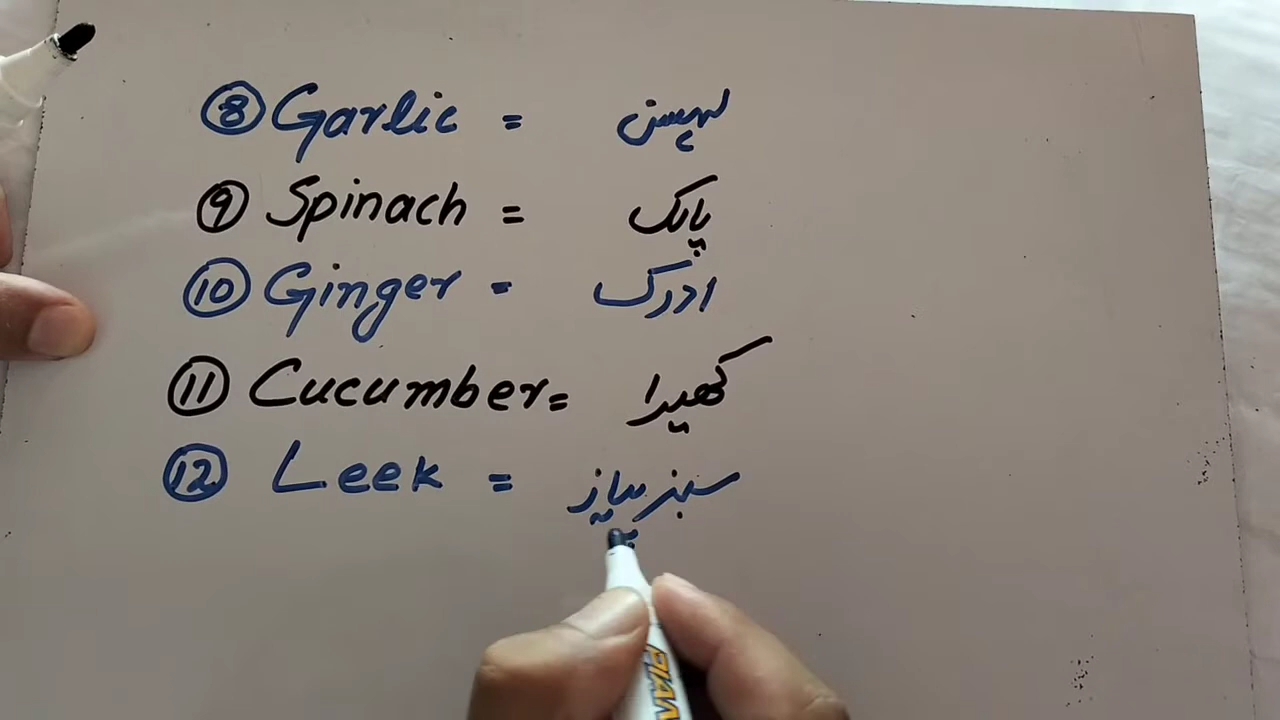 8 Garlic = لہسن
9 Spinach = پالک
10 Ginger = ادرک
11 Cucumber = کھیرا
12 Leek = سبز پیاز